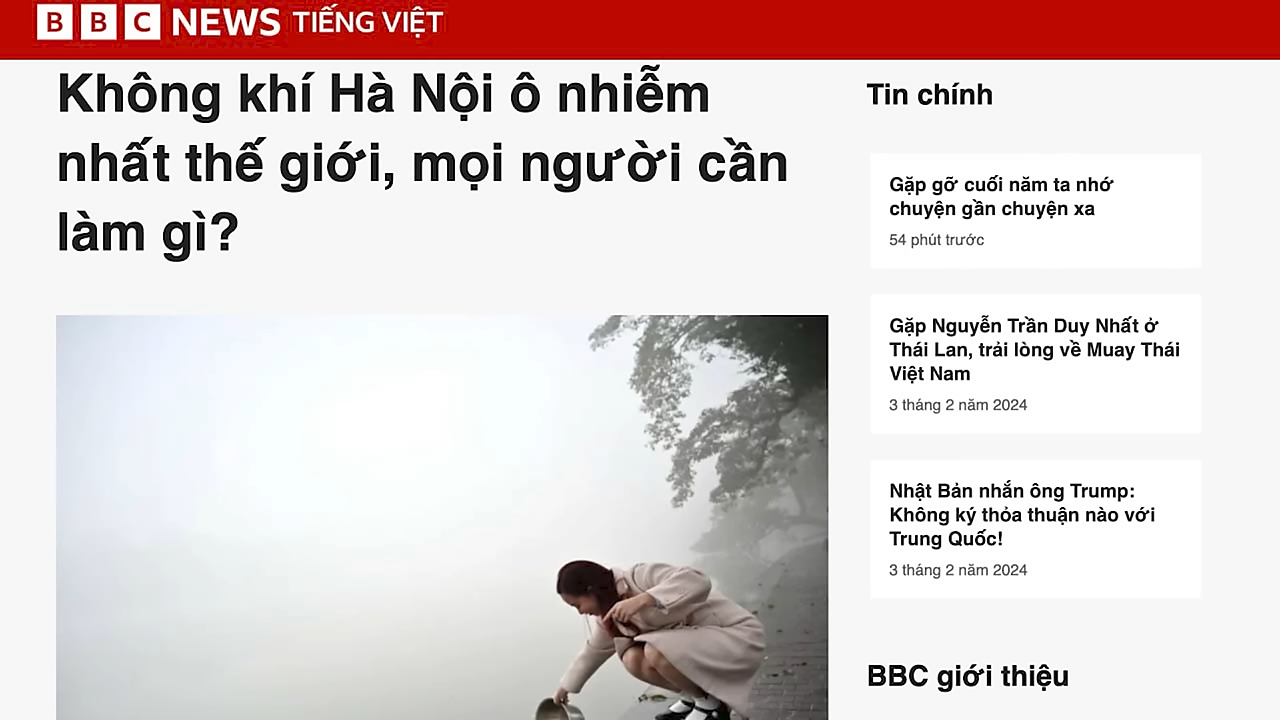 BBC NEWS TIẾNG VIỆT
Không khí Hà Nội ô nhiễm
nhất thế giới, mọi người cần
làm gì?
Tin chính
Gặp gỡ cuối năm ta nhớ
chuyện gần chuyện xa
54 phút trước
Gặp Nguyễn Trần Duy Nhất ở
Thái Lan, trải lòng về Muay Thái
Việt Nam
3 tháng 2 năm 2024
Nhật Bản nhắn ông Trump:
Không ký thỏa thuận nào với
Trung Quốc!
3 tháng 2 năm 2024
BBC giới thiệu